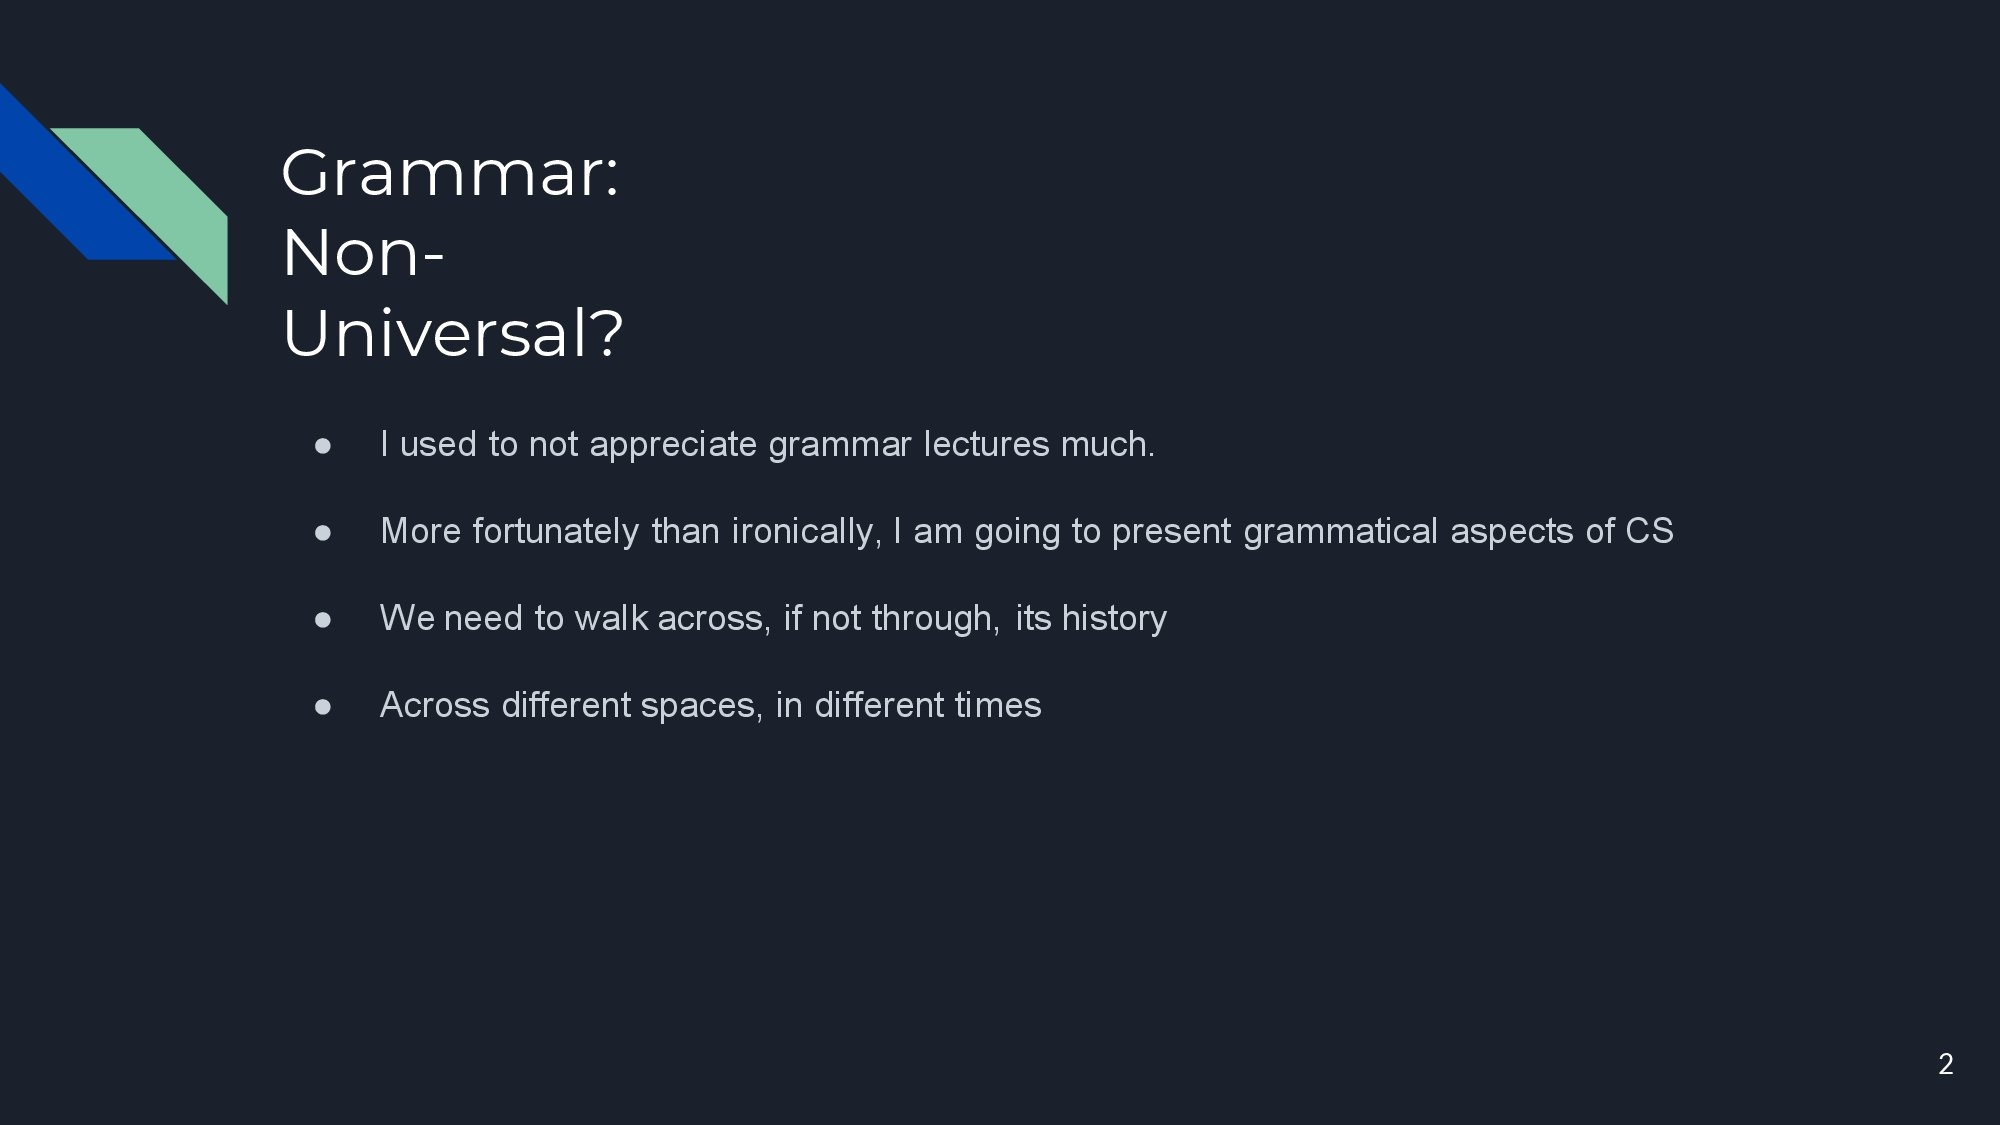 Grammar:
Non-
Universal?
● I used to not appreciate grammar lectures much.
● More fortunately than ironically, I am going to present grammatical aspects of CS
● We need to walk across, if not through, its history
● Across different spaces, in different times
2